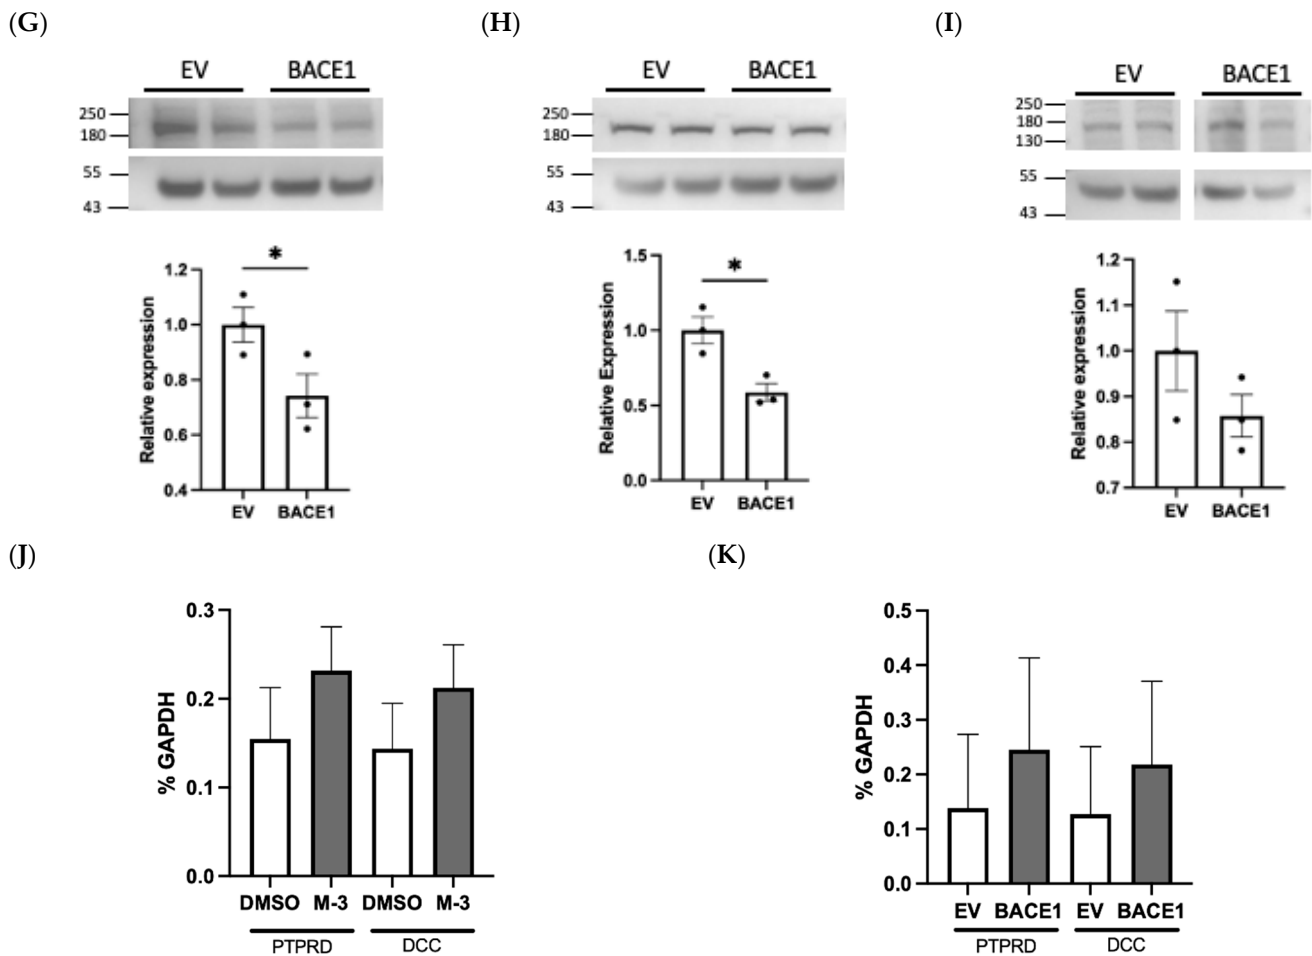 (G)
EV BACE1
250
180
55
43
*
Relative expression
1.2
1.0
0.8
0.6
0.4
EV BACE1
(H)
EV BACE1
250
180
55
43
*
Relative Expression
1.5
1.0
0.5
0.0
EV BACE1
(I)
EV BACE1
250
180
130
55
43
Relative expression
1.2
1.1
1.0
0.9
0.8
0.7
EV BACE1
(J)
% GAPDH
0.3
0.2
0.1
0.0
DMSO M-3 DMSO M-3
PTPRD DCC
(K)
% GAPDH
0.5
0.4
0.3
0.2
0.1
0.0
EV BACE1 EV BACE1
PTPRD DCC